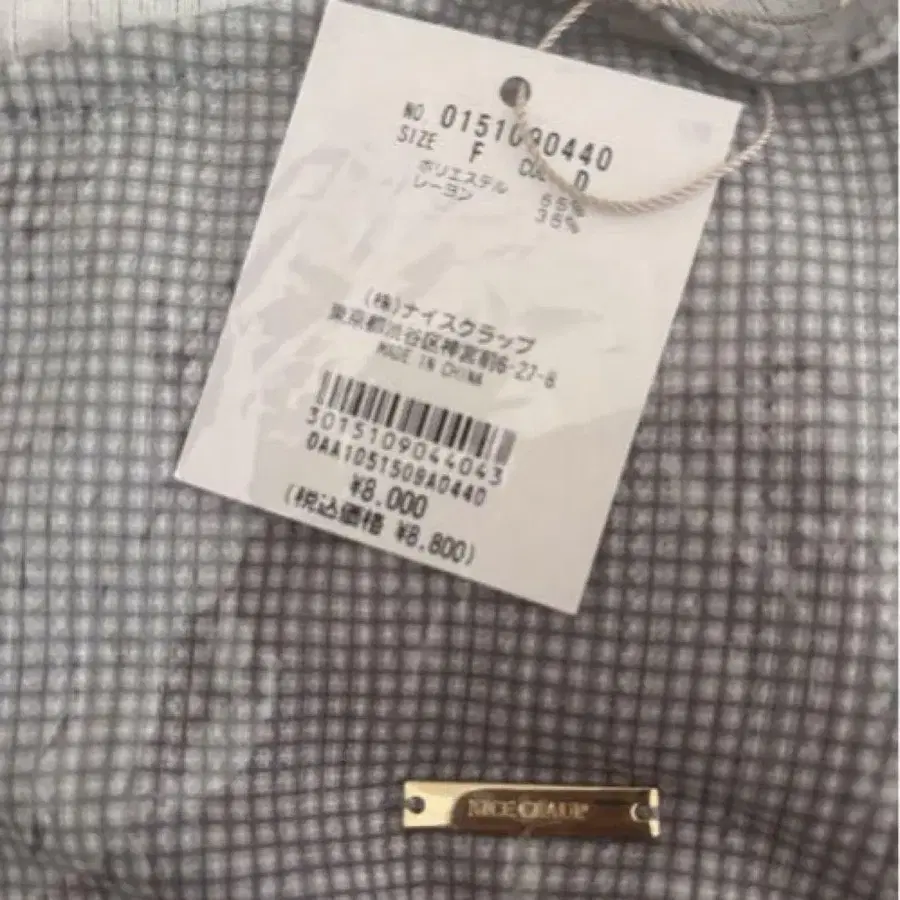 NO 0151090440
SIZE F COL D
ポリエステル 65%
レーヨン 35%
(株)ナイスクラップ
東京都渋谷区神宮前6-27-8
MADE IN CHINA
3015109044043
0AA1051509A0440
¥8,000
(税込価格 ¥8,800)
NICE CLAUP